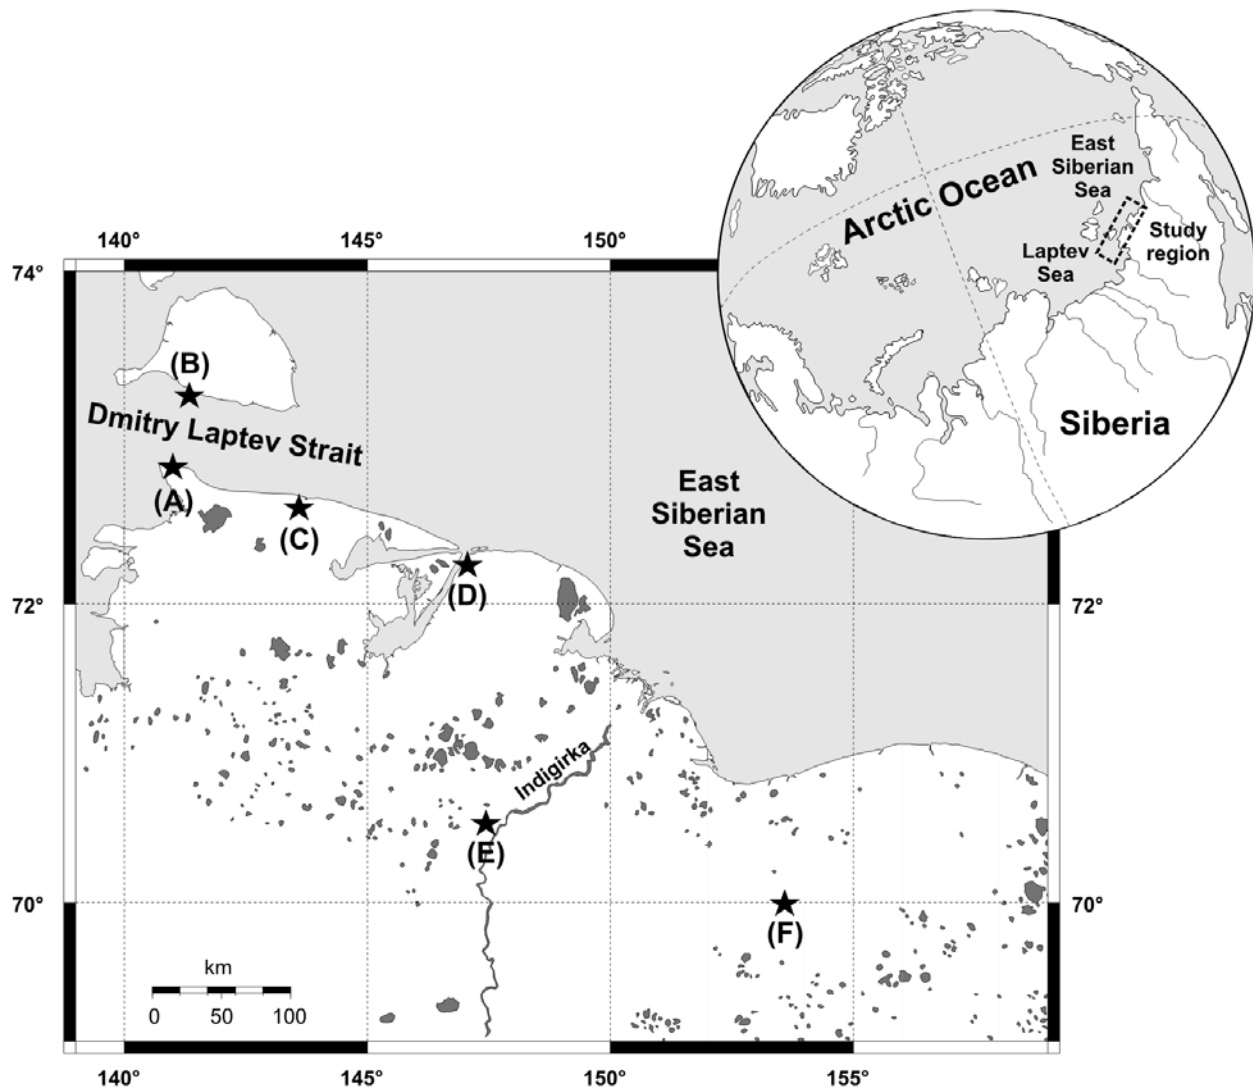 140°
145°
150°
74°
(B)
Dmitry Laptev Strait
(A)
(C)
(D)
East
Siberian
Sea
72°
72°
Indigirka
(E)
70°
70°
(F)
km
0 50 100
140°
145°
150°
155°
East
Siberian
Sea
Arctic Ocean
Laptev
Sea
Study
region
Siberia